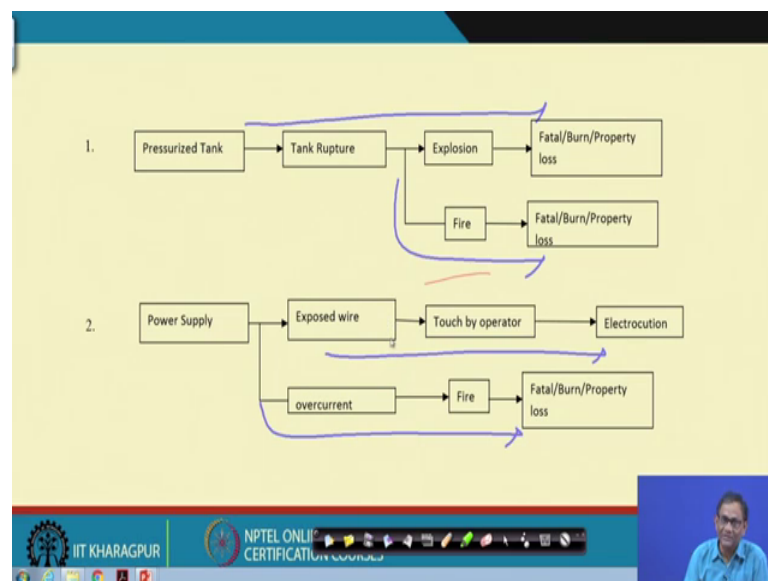 1.
Pressurized Tank
Tank Rupture
Explosion
Fatal/Burn/Property
loss
Fire
Fatal/Burn/Property
loss
2.
Power Supply
Exposed wire
Touch by operator
Electrocution
overcurrent
Fire
Fatal/Burn/Property
loss
IIT KHARAGPUR
NPTEL ONLI
CERTIFICATION COURSES